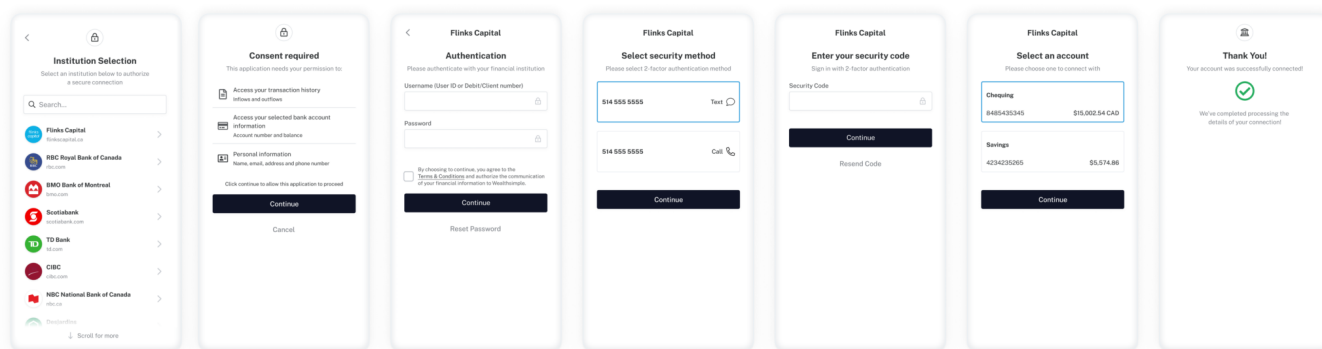 Institution Selection
Select an institution below to authorize
a secure connection
Search...
Flinks Capital
flinkscapital.ca
RBC Royal Bank of Canada
rbc.com
BMO Bank of Montreal
bmo.com
Scotiabank
scotiabank.com
TD Bank
td.com
CIBC
cibc.com
NBC National Bank of Canada
nbc.ca
Desjardins
Scroll for more
Consent required
This application needs your permission to:
Access your transaction history
Inflows and outflows
Access your selected bank account
information
Account number and balance
Personal information
Name, email, address and phone number
Click continue to allow this application to proceed
Continue
Cancel
Flinks Capital
Authentication
Please authenticate with your financial institution
Username (User ID or Debit/Client number)
Password
By choosing to continue, you agree to the
Terms & Conditions and authorize the communication
of your financial information to Wealthsimple.
Continue
Reset Password
Flinks Capital
Select security method
Please select 2-factor authentication method
514 555 5555 Text
514 555 5555 Call
Continue
Flinks Capital
Enter your security code
Sign in with 2-factor authentication
Security Code
Continue
Resend Code
Flinks Capital
Select an account
Please choose one to connect with
Chequing
8485435345 $15,002.54 CAD
Savings
4234235265 $5,574.86
Continue
Thank You!
Your account was successfully connected!
We've completed processing the
details of your connection!